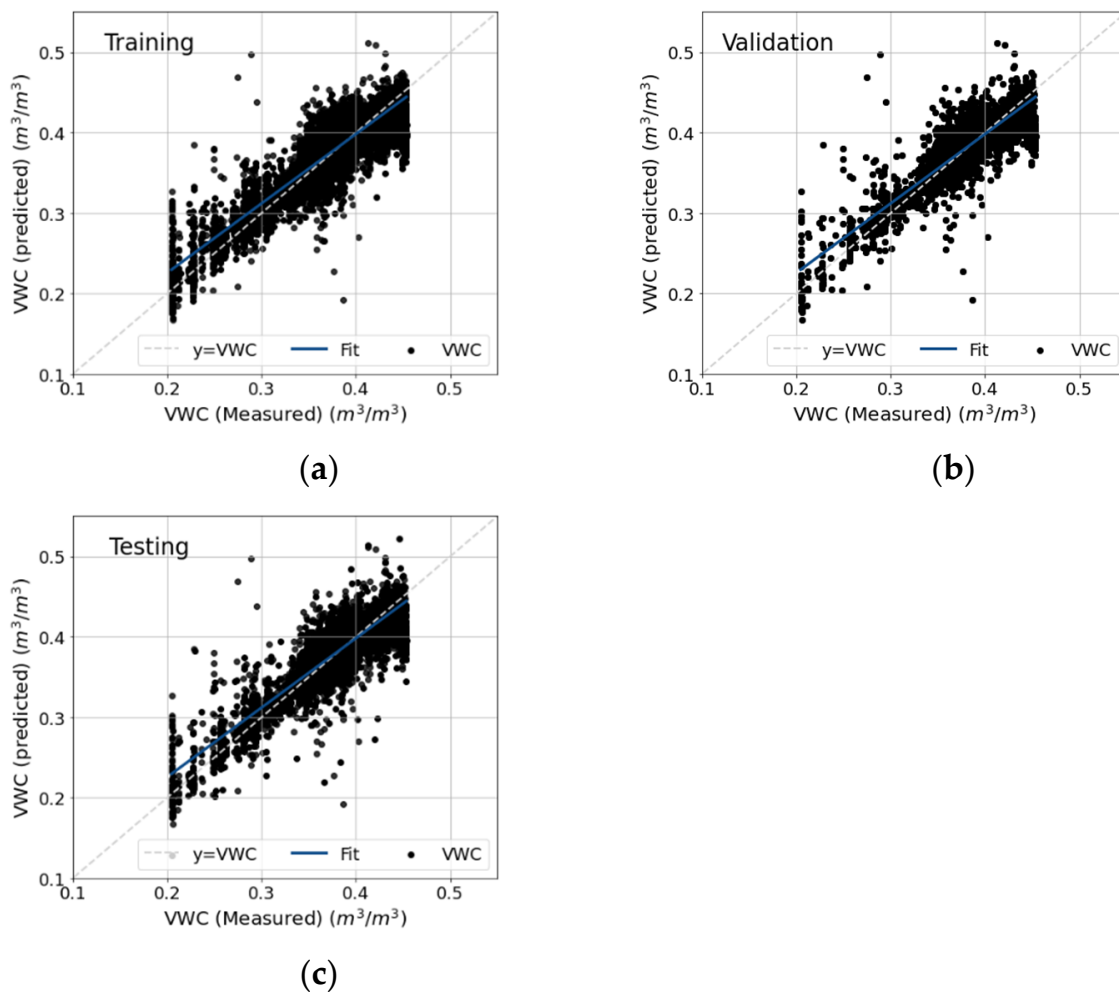 Training
VWC (predicted) (m³/m³)
0.5
0.4
0.3
0.2
0.1
y=VWC Fit VWC
0.1 0.2 0.3 0.4 0.5
VWC (Measured) (m³/m³)
(a)
Validation
VWC (predicted) (m³/m³)
0.5
0.4
0.3
0.2
0.1
y=VWC Fit VWC
0.1 0.2 0.3 0.4 0.5
VWC (Measured) (m³/m³)
(b)
Testing
VWC (predicted) (m³/m³)
0.5
0.4
0.3
0.2
0.1
y=VWC Fit VWC
0.1 0.2 0.3 0.4 0.5
VWC (Measured) (m³/m³)
(c)